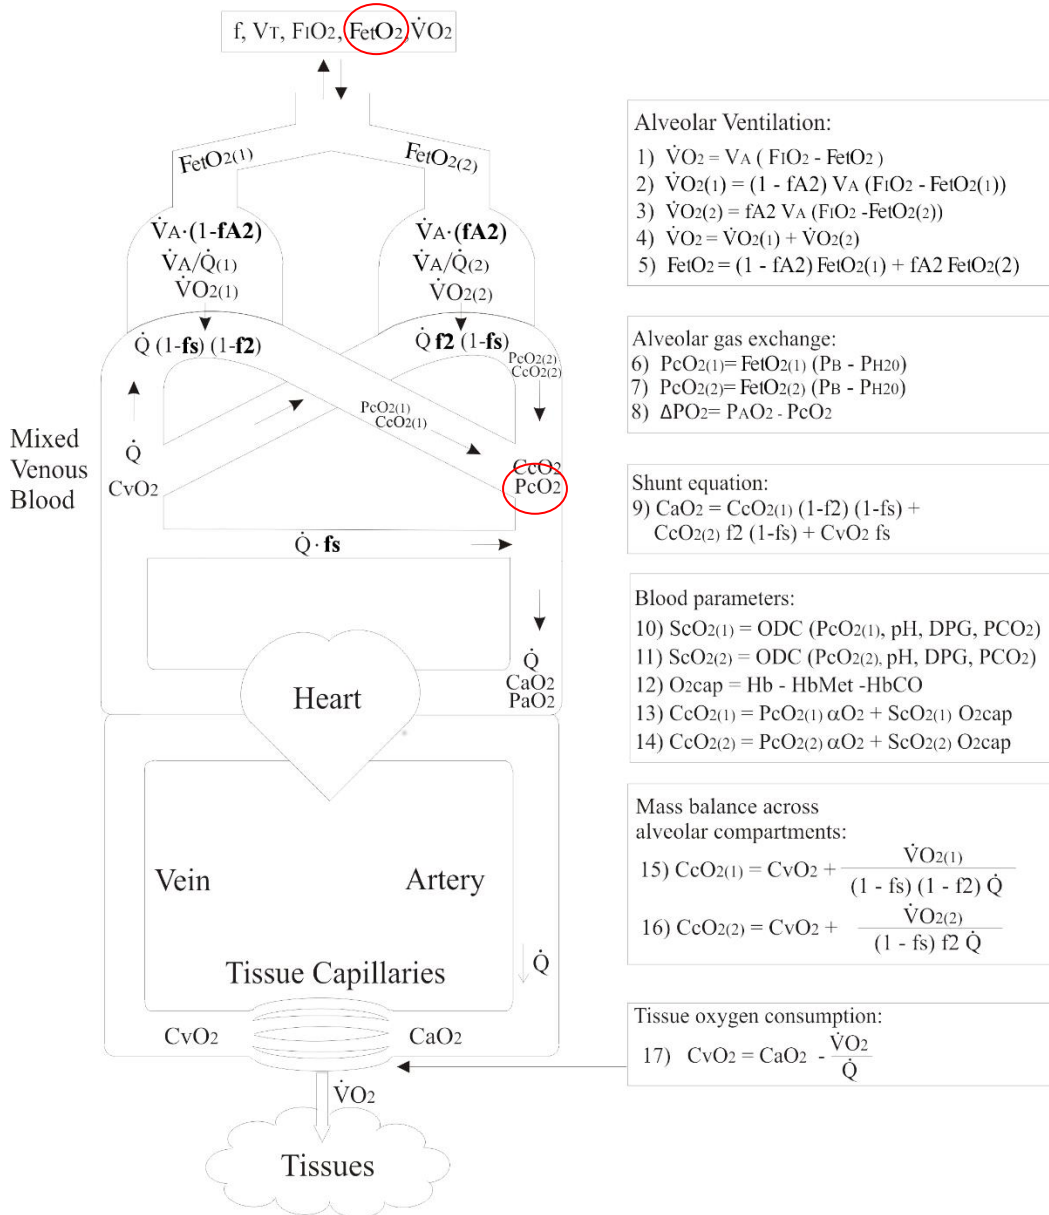 f, VT, FIO2, FetO2, V̇O2
FetO2(1)
FetO2(2)
V̇A·(1-fA2)
V̇A/Q̇(1)
V̇O2(1)
V̇A·(fA2)
V̇A/Q̇(2)
V̇O2(2)
Q̇ (1-fs) (1-f2)
Q̇ f2 (1-fs)
PcO2(2)
CcO2(2)
PcO2(1)
CcO2(1)
Mixed
Venous
Blood
Q̇
CvO2
CcO2
PcO2
Q̇ · fs
Q̇
CaO2
PaO2
Heart
Vein
Artery
Tissue Capillaries
Q̇
CvO2
CaO2
V̇O2
Tissues
Alveolar Ventilation:
1) V̇O2 = VA ( FIO2 - FetO2 )
2) V̇O2(1) = (1 - fA2) VA (FIO2 - FetO2(1))
3) V̇O2(2) = fA2 VA (FIO2 -FetO2(2))
4) V̇O2 = V̇O2(1) + V̇O2(2)
5) FetO2 = (1 - fA2) FetO2(1) + fA2 FetO2(2)
Alveolar gas exchange:
6) PcO2(1)= FetO2(1) (PB - PH20)
7) PcO2(2)= FetO2(2) (PB - PH20)
8) ΔPO2= PAO2 - PcO2
Shunt equation:
9) CaO2 = CcO2(1) (1-f2) (1-fs) +
CcO2(2) f2 (1-fs) + CvO2 fs
Blood parameters:
10) ScO2(1) = ODC (PcO2(1), pH, DPG, PCO2)
11) ScO2(2) = ODC (PcO2(2), pH, DPG, PCO2)
12) O2cap = Hb - HbMet -HbCO
13) CcO2(1) = PcO2(1) αO2 + ScO2(1) O2cap
14) CcO2(2) = PcO2(2) αO2 + ScO2(2) O2cap
Mass balance across
alveolar compartments:
15) CcO2(1) = CvO2 + V̇O2(1) / (1 - fs) (1 - f2) Q̇
16) CcO2(2) = CvO2 + V̇O2(2) / (1 - fs) f2 Q̇
Tissue oxygen consumption:
17) CvO2 = CaO2 - V̇O2 / Q̇